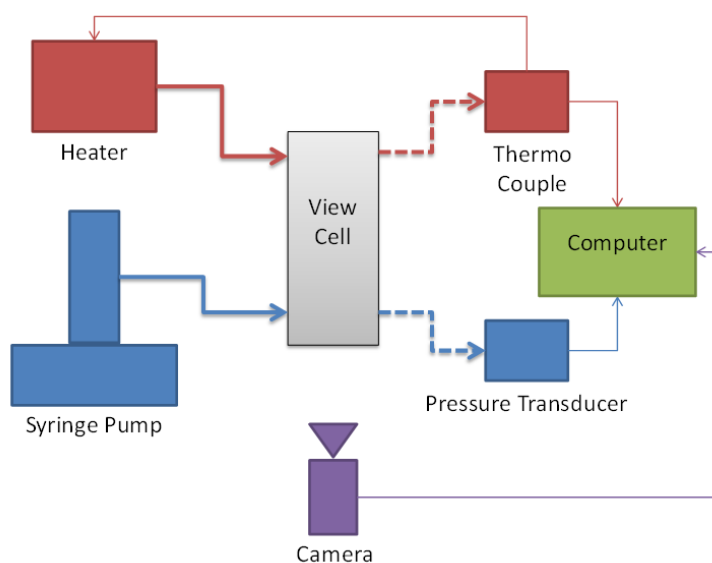 Heater
Thermo
Couple
View
Cell
Computer
Syringe Pump
Pressure Transducer
Camera